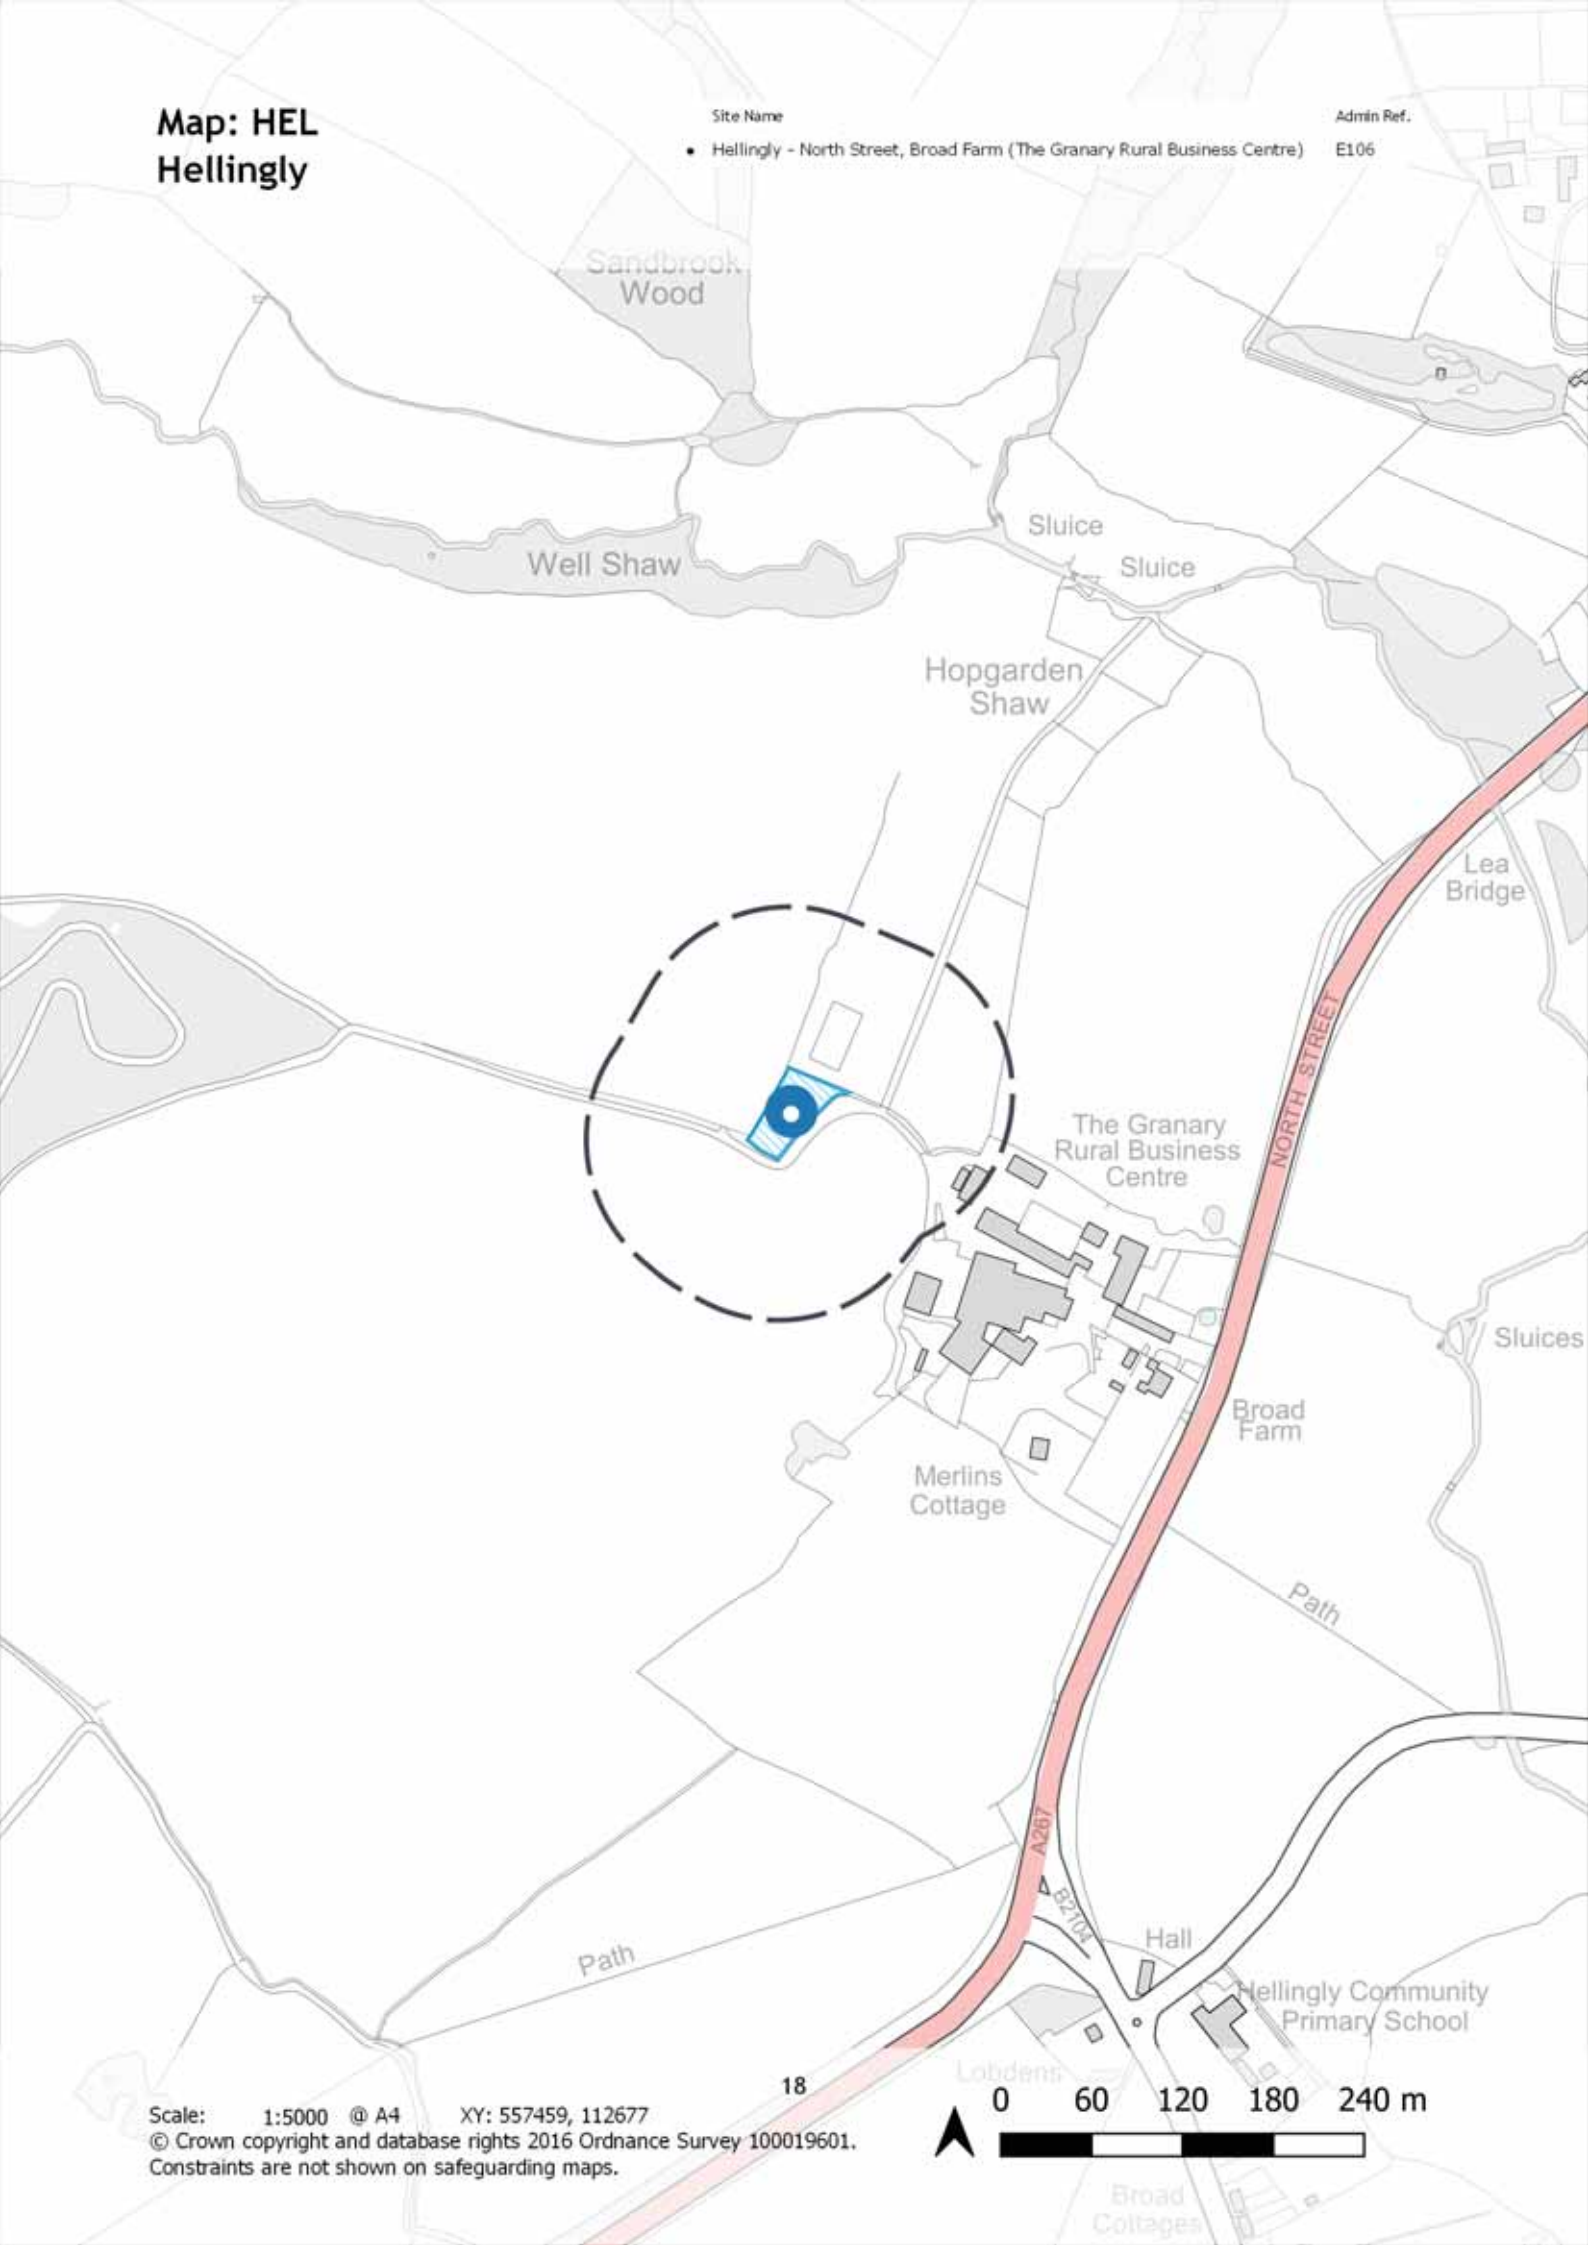 Map: HEL
Hellingly
Site Name
Admin Ref.
• Hellingly - North Street, Broad Farm (The Granary Rural Business Centre)
E106
Sandbrook
Wood
Sluice
Sluice
Well Shaw
Hopgarden
Shaw
Lea
Bridge
NORTH STREET
The Granary
Rural Business
Centre
Sluices
Broad
Farm
Merlins
Cottage
Path
A267
B2104
Hall
Path
Hellingly Community
Primary School
Lobdens
18
0 60 120 180 240 m
Scale: 1:5000 @ A4 XY: 557459, 112677
© Crown copyright and database rights 2016 Ordnance Survey 100019601.
Constraints are not shown on safeguarding maps.
Broad
Cottages